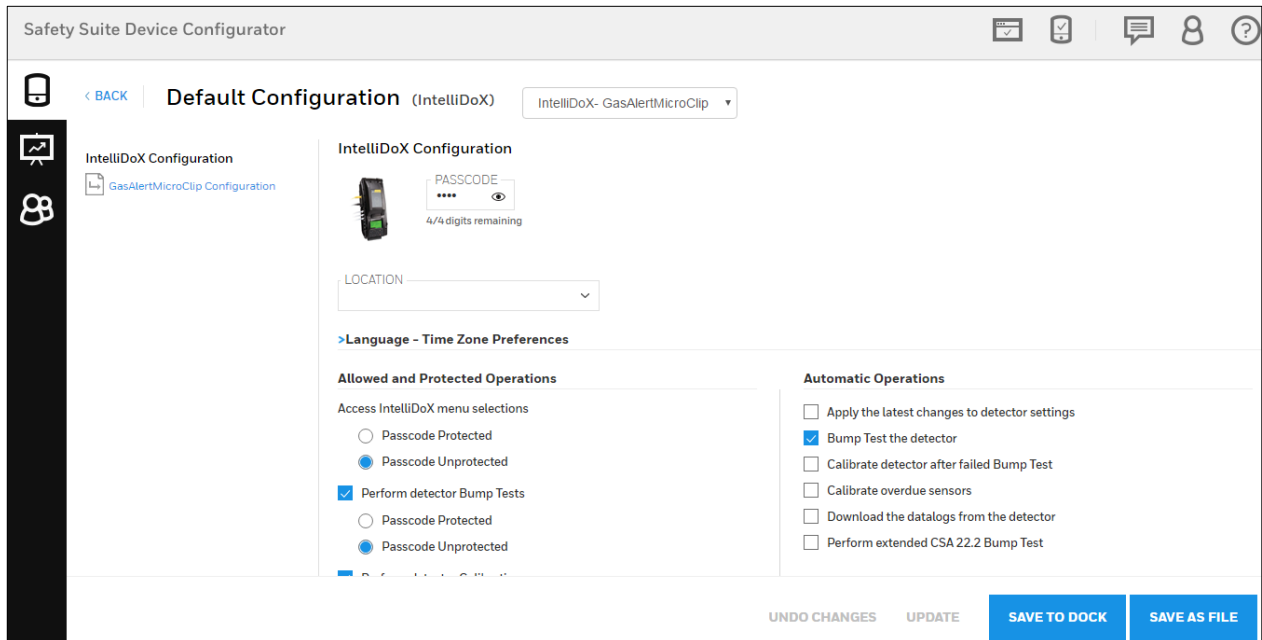 Safety Suite Device Configurator
< BACK
Default Configuration (IntelliDoX)
IntelliDoX- GasAlertMicroClip
IntelliDoX Configuration
GasAlertMicroClip Configuration
IntelliDoX Configuration
PASSCODE
••••
4/4 digits remaining
LOCATION
>Language - Time Zone Preferences
Allowed and Protected Operations
Access IntelliDoX menu selections
Passcode Protected
Passcode Unprotected
Perform detector Bump Tests
Passcode Protected
Passcode Unprotected
Automatic Operations
Apply the latest changes to detector settings
Bump Test the detector
Calibrate detector after failed Bump Test
Calibrate overdue sensors
Download the datalogs from the detector
Perform extended CSA 22.2 Bump Test
UNDO CHANGES
UPDATE
SAVE TO DOCK
SAVE AS FILE